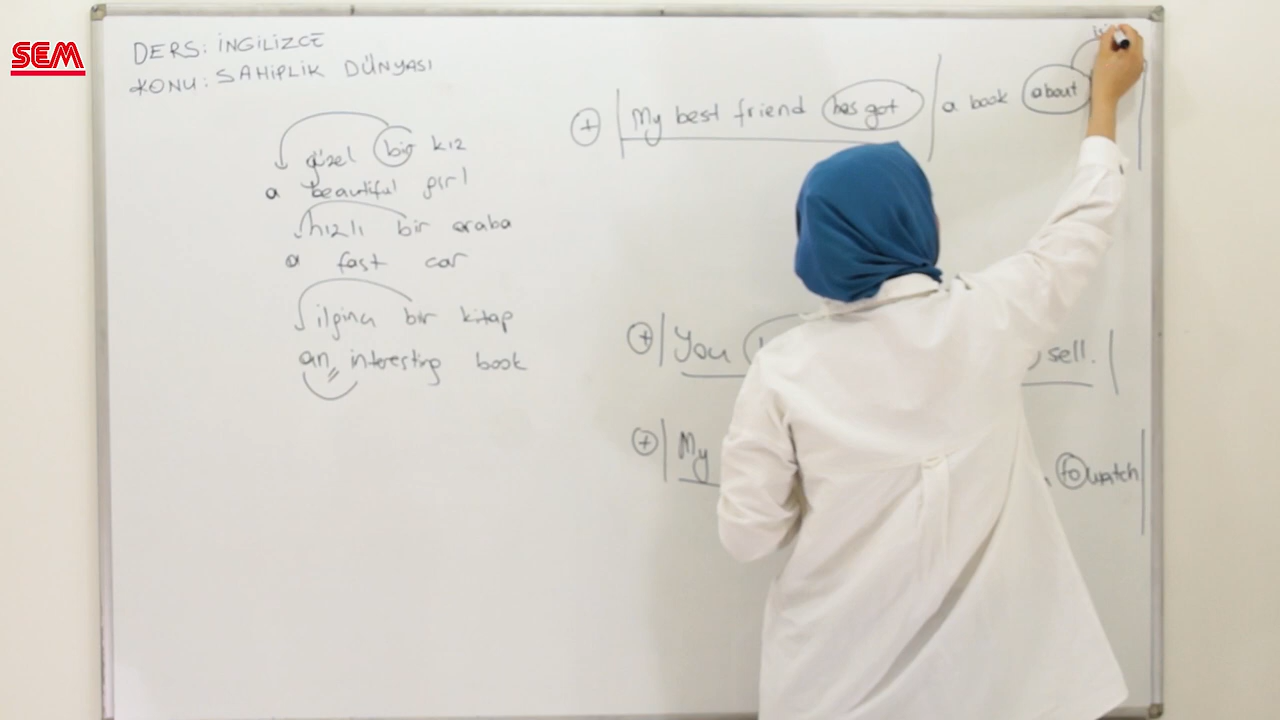 SEM
DERS: İNGİLİZCE
KONU: SAHİPLİK DÜNYASI
güzel bir kız
a beautiful girl
hızlı bir araba
a fast car
ilginç bir kitap
an interesting book
+ My best friend has got a book about
+ You sell.
+ My to watch